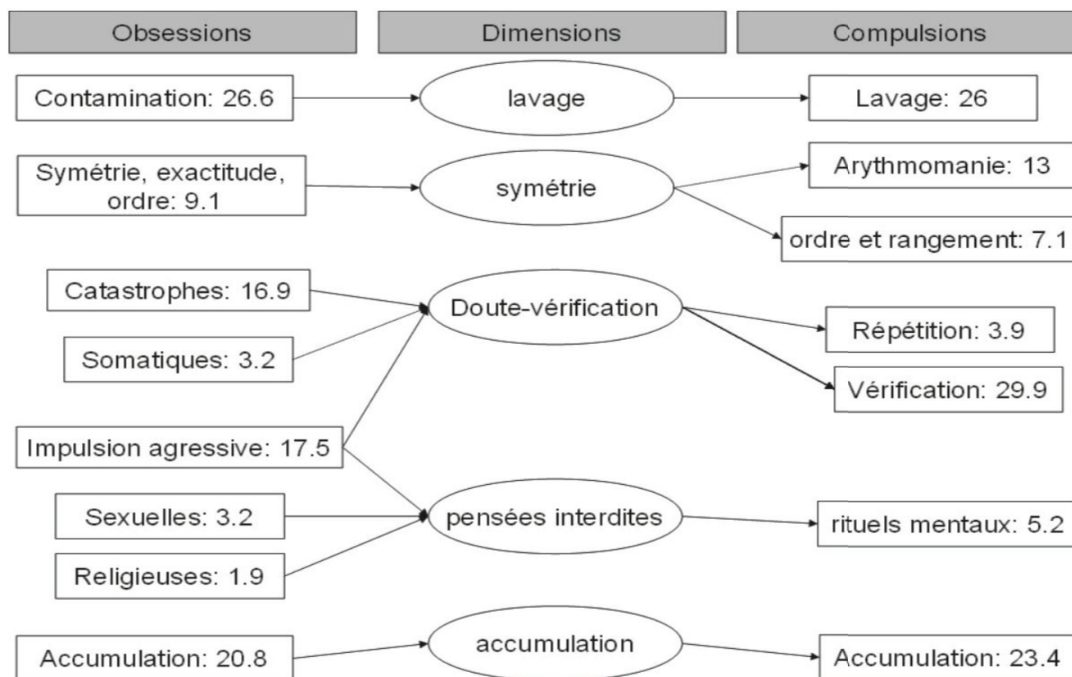 Obsessions
Dimensions
Compulsions
Contamination: 26.6
lavage
Lavage: 26
Symétrie, exactitude,
ordre: 9.1
symétrie
Arythmomanie: 13
ordre et rangement: 7.1
Catastrophes: 16.9
Doute-vérification
Somatiques: 3.2
Répétition: 3.9
Vérification: 29.9
Impulsion agressive: 17.5
Sexuelles: 3.2
pensées interdites
rituels mentaux: 5.2
Religieuses: 1.9
Accumulation: 20.8
accumulation
Accumulation: 23.4